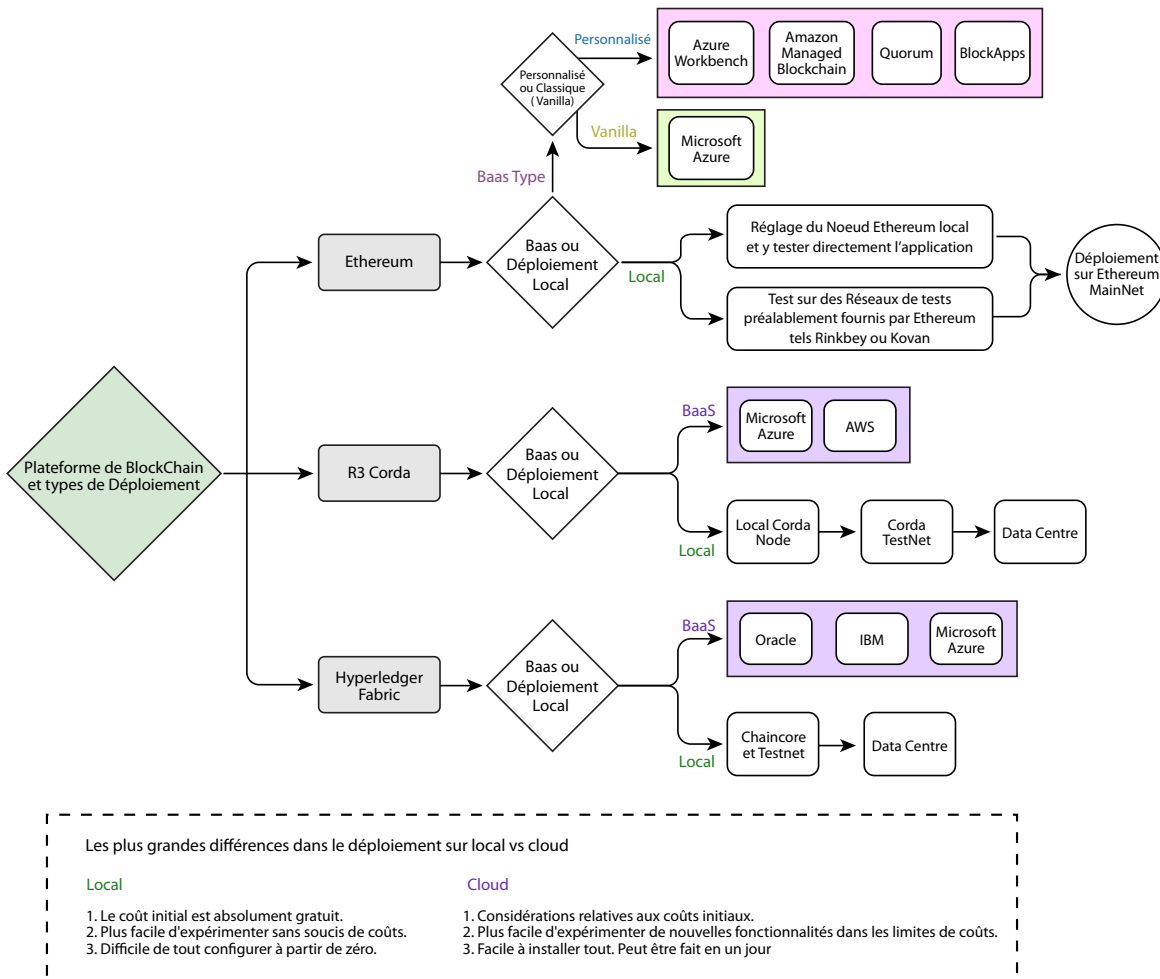 Personnalisé
ou Classique
( Vanilla)
Personnalisé
Azure
Workbench
Amazon
Managed
Blockchain
Quorum
BlockApps
Vanilla
Microsoft
Azure
Baas Type
Ethereum
Baas ou
Déploiement
Local
Local
Réglage du Noeud Ethereum local
et y tester directement l'application
Test sur des Réseaux de tests
préalablement fournis par Ethereum
tels Rinkbey ou Kovan
Déploiement
sur Ethereum
MainNet
Plateforme de BlockChain
et types de Déploiement
R3 Corda
Baas ou
Déploiement
Local
BaaS
Microsoft
Azure
AWS
Local
Local Corda
Node
Corda
TestNet
Data Centre
Hyperledger
Fabric
Baas ou
Déploiement
Local
BaaS
Oracle
IBM
Microsoft
Azure
Local
Chaincore
et Testnet
Data Centre
Les plus grandes différences dans le déploiement sur local vs cloud
Local
1. Le coût initial est absolument gratuit.
2. Plus facile d'expérimenter sans soucis de coûts.
3. Difficile de tout configurer à partir de zéro.
Cloud
1. Considérations relatives aux coûts initiaux.
2. Plus facile d'expérimenter de nouvelles fonctionnalités dans les limites de coûts.
3. Facile à installer tout. Peut être fait en un jour